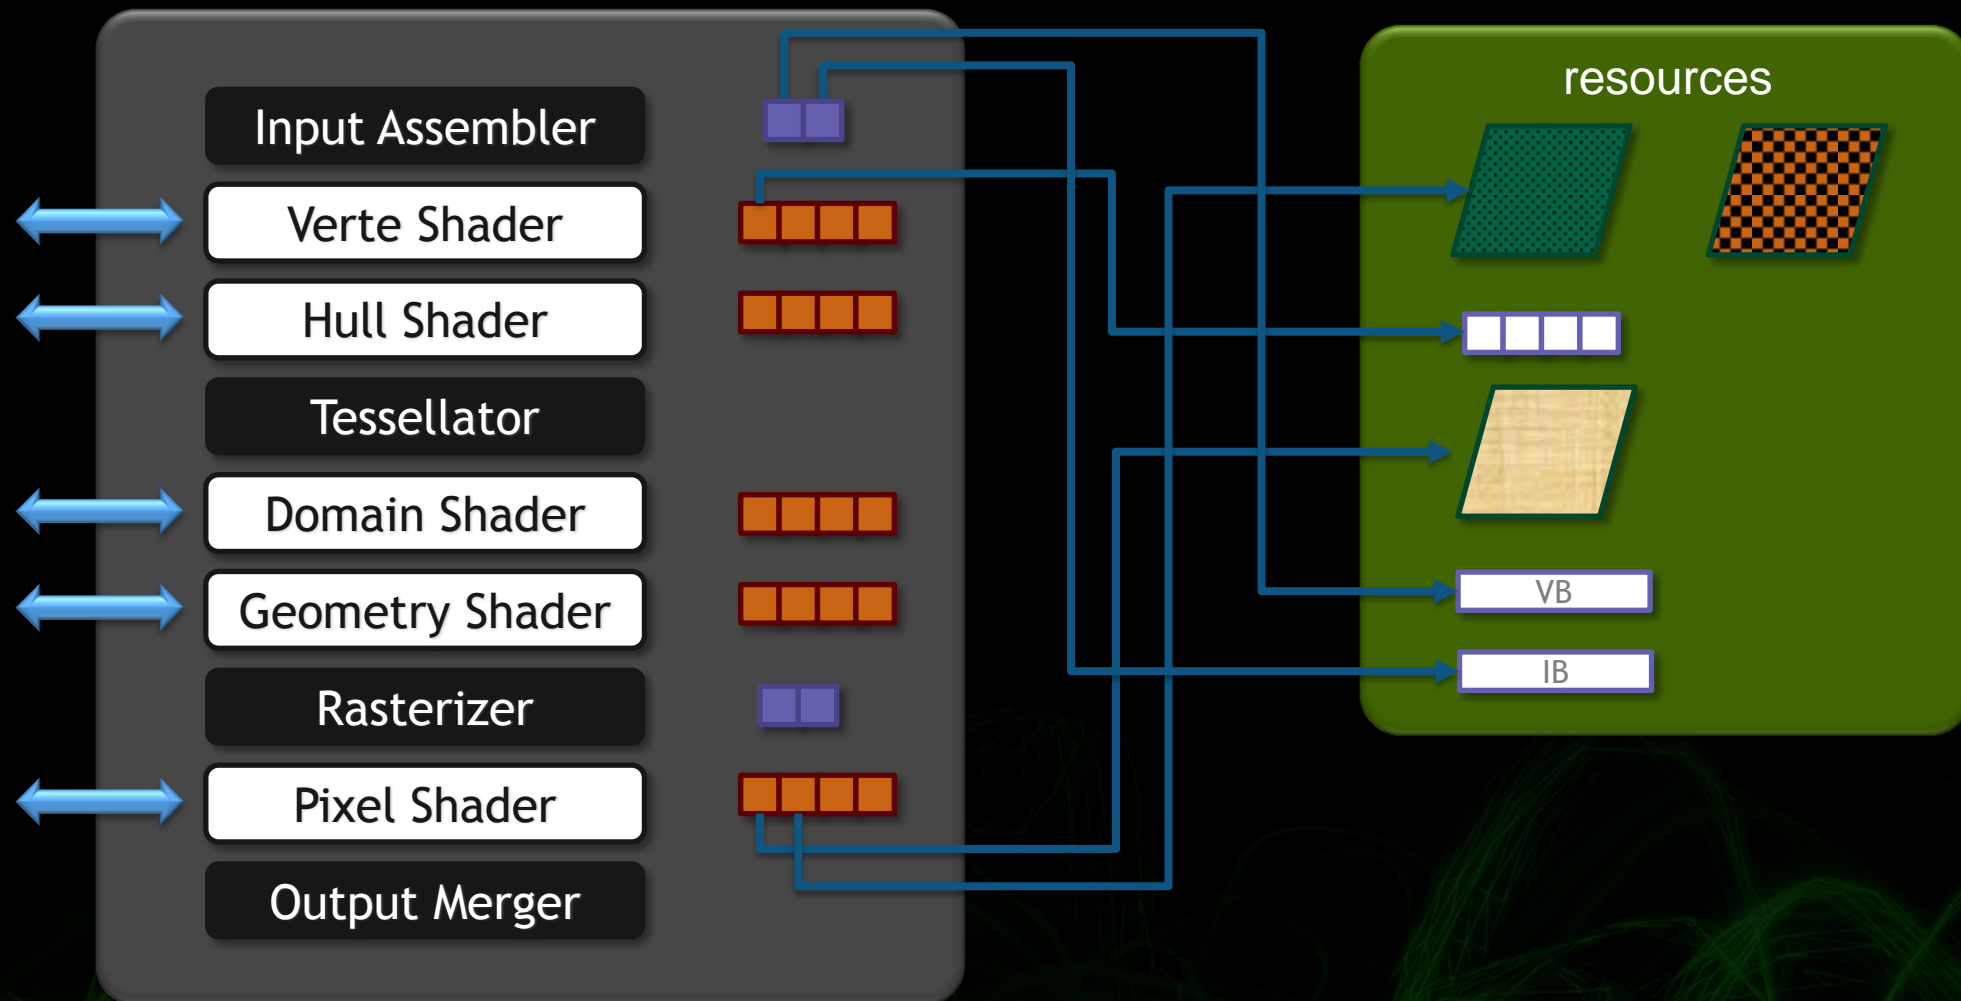 Input Assembler
Verte Shader
Hull Shader
Tessellator
Domain Shader
Geometry Shader
Rasterizer
Pixel Shader
Output Merger
resources
VB
IB